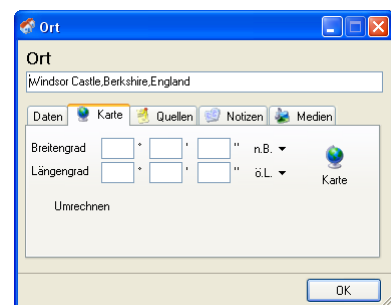 Ort
Ort
Windsor Castle,Berkshire,England
Daten Karte Quellen Notizen Medien
Breitengrad ° ' " n.B.
Längengrad ° ' " ö.L.
Karte
Umrechnen
OK